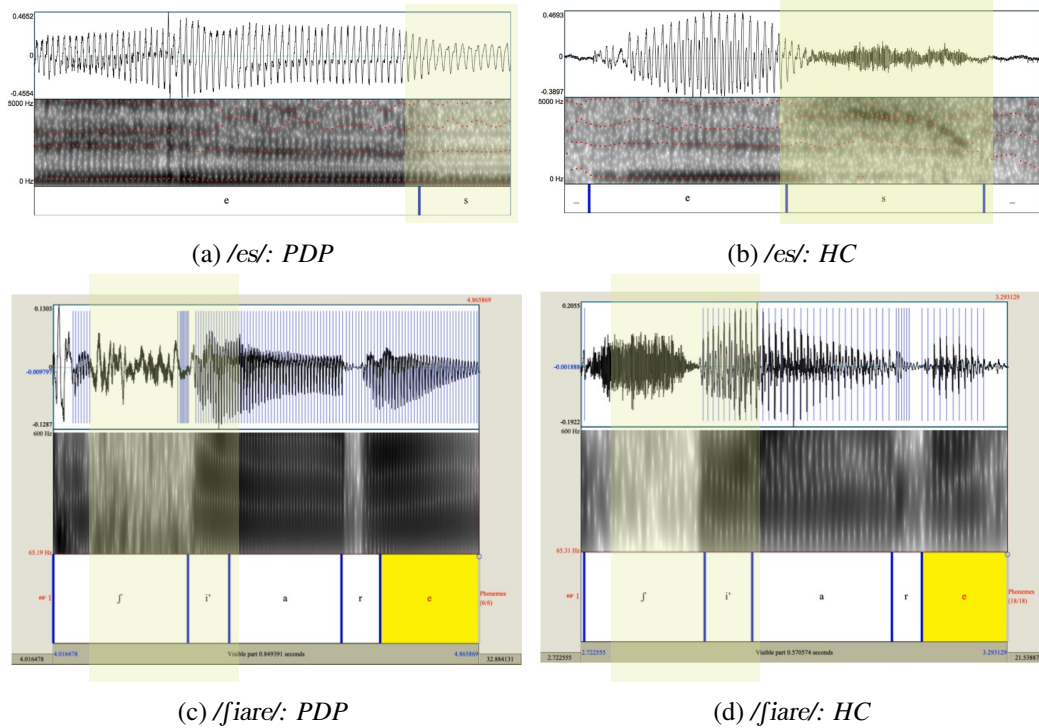 0.4652
0
-0.4554
5000 Hz
0 Hz
e s
(a) /es/: PDP
0.4693
0
-0.3897
5000 Hz
0 Hz
_ e s _
(b) /es/: HC
4.865869
0.1303
-0.009797
-0.1287
600 Hz
65.19 Hz
1 ʃ i' a r e Phonemes
(6/6)
4.016478 4.016478 Visible part 0.849391 seconds 4.865869 32.884131
(c) /ʃiare/: PDP
3.293129
0.2055
-0.001888
-0.1922
600 Hz
65.31 Hz
1 ʃ i' a r e Phonemes
(18/18)
2.722555 2.722555 Visible part 0.570574 seconds 3.293129 21.53887
(d) /ʃiare/: HC